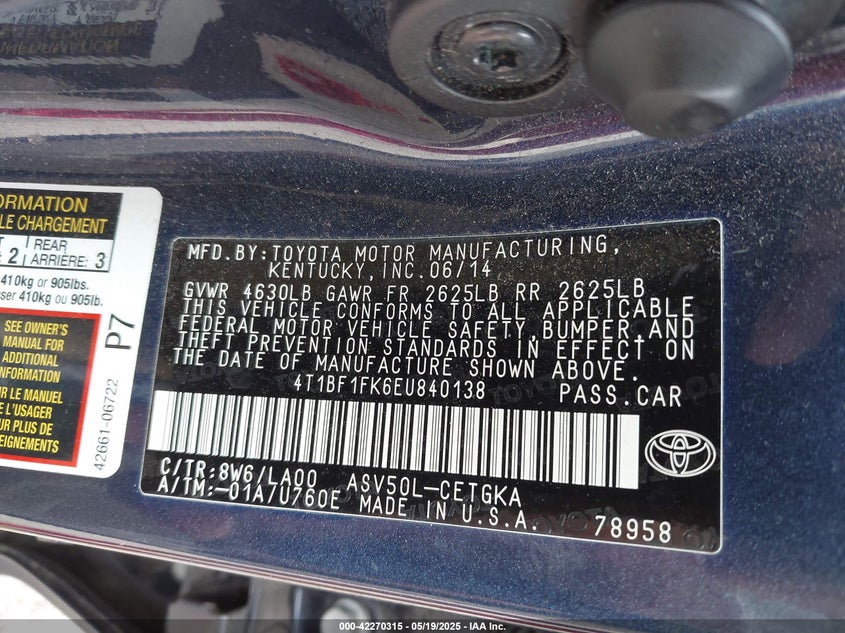 ORMATION
LE CHARGEMENT
2 REAR
ARRIÈRE: 3
410kg or 905lbs.
ser 410kg ou 905lb.
SEE OWNER'S
MANUAL FOR
ADDITIONAL
INFORMATION
R LE MANUEL
E L'USAGER
R PLUS DE
EIGNEMENTS
P7
42661-06722
MFD.BY:TOYOTA MOTOR MANUFACTURING,
KENTUCKY,INC.06/14
GVWR 4630LB GAWR FR 2625LB RR 2625LB
THIS VEHICLE CONFORMS TO ALL APPLICABLE
FEDERAL MOTOR VEHICLE SAFETY,BUMPER,AND
THEFT PREVENTION STANDARDS IN EFFECT ON
THE DATE OF MANUFACTURE SHOWN ABOVE.
4T1BF1FK6EU840138 PASS.CAR
C/TR:8W6/LA00 ASV50L-CETGKA
A/TM:-01A/U760E MADE IN U.S.A.
78958
000-42270315 - 05/19/2025 - IAA Inc.